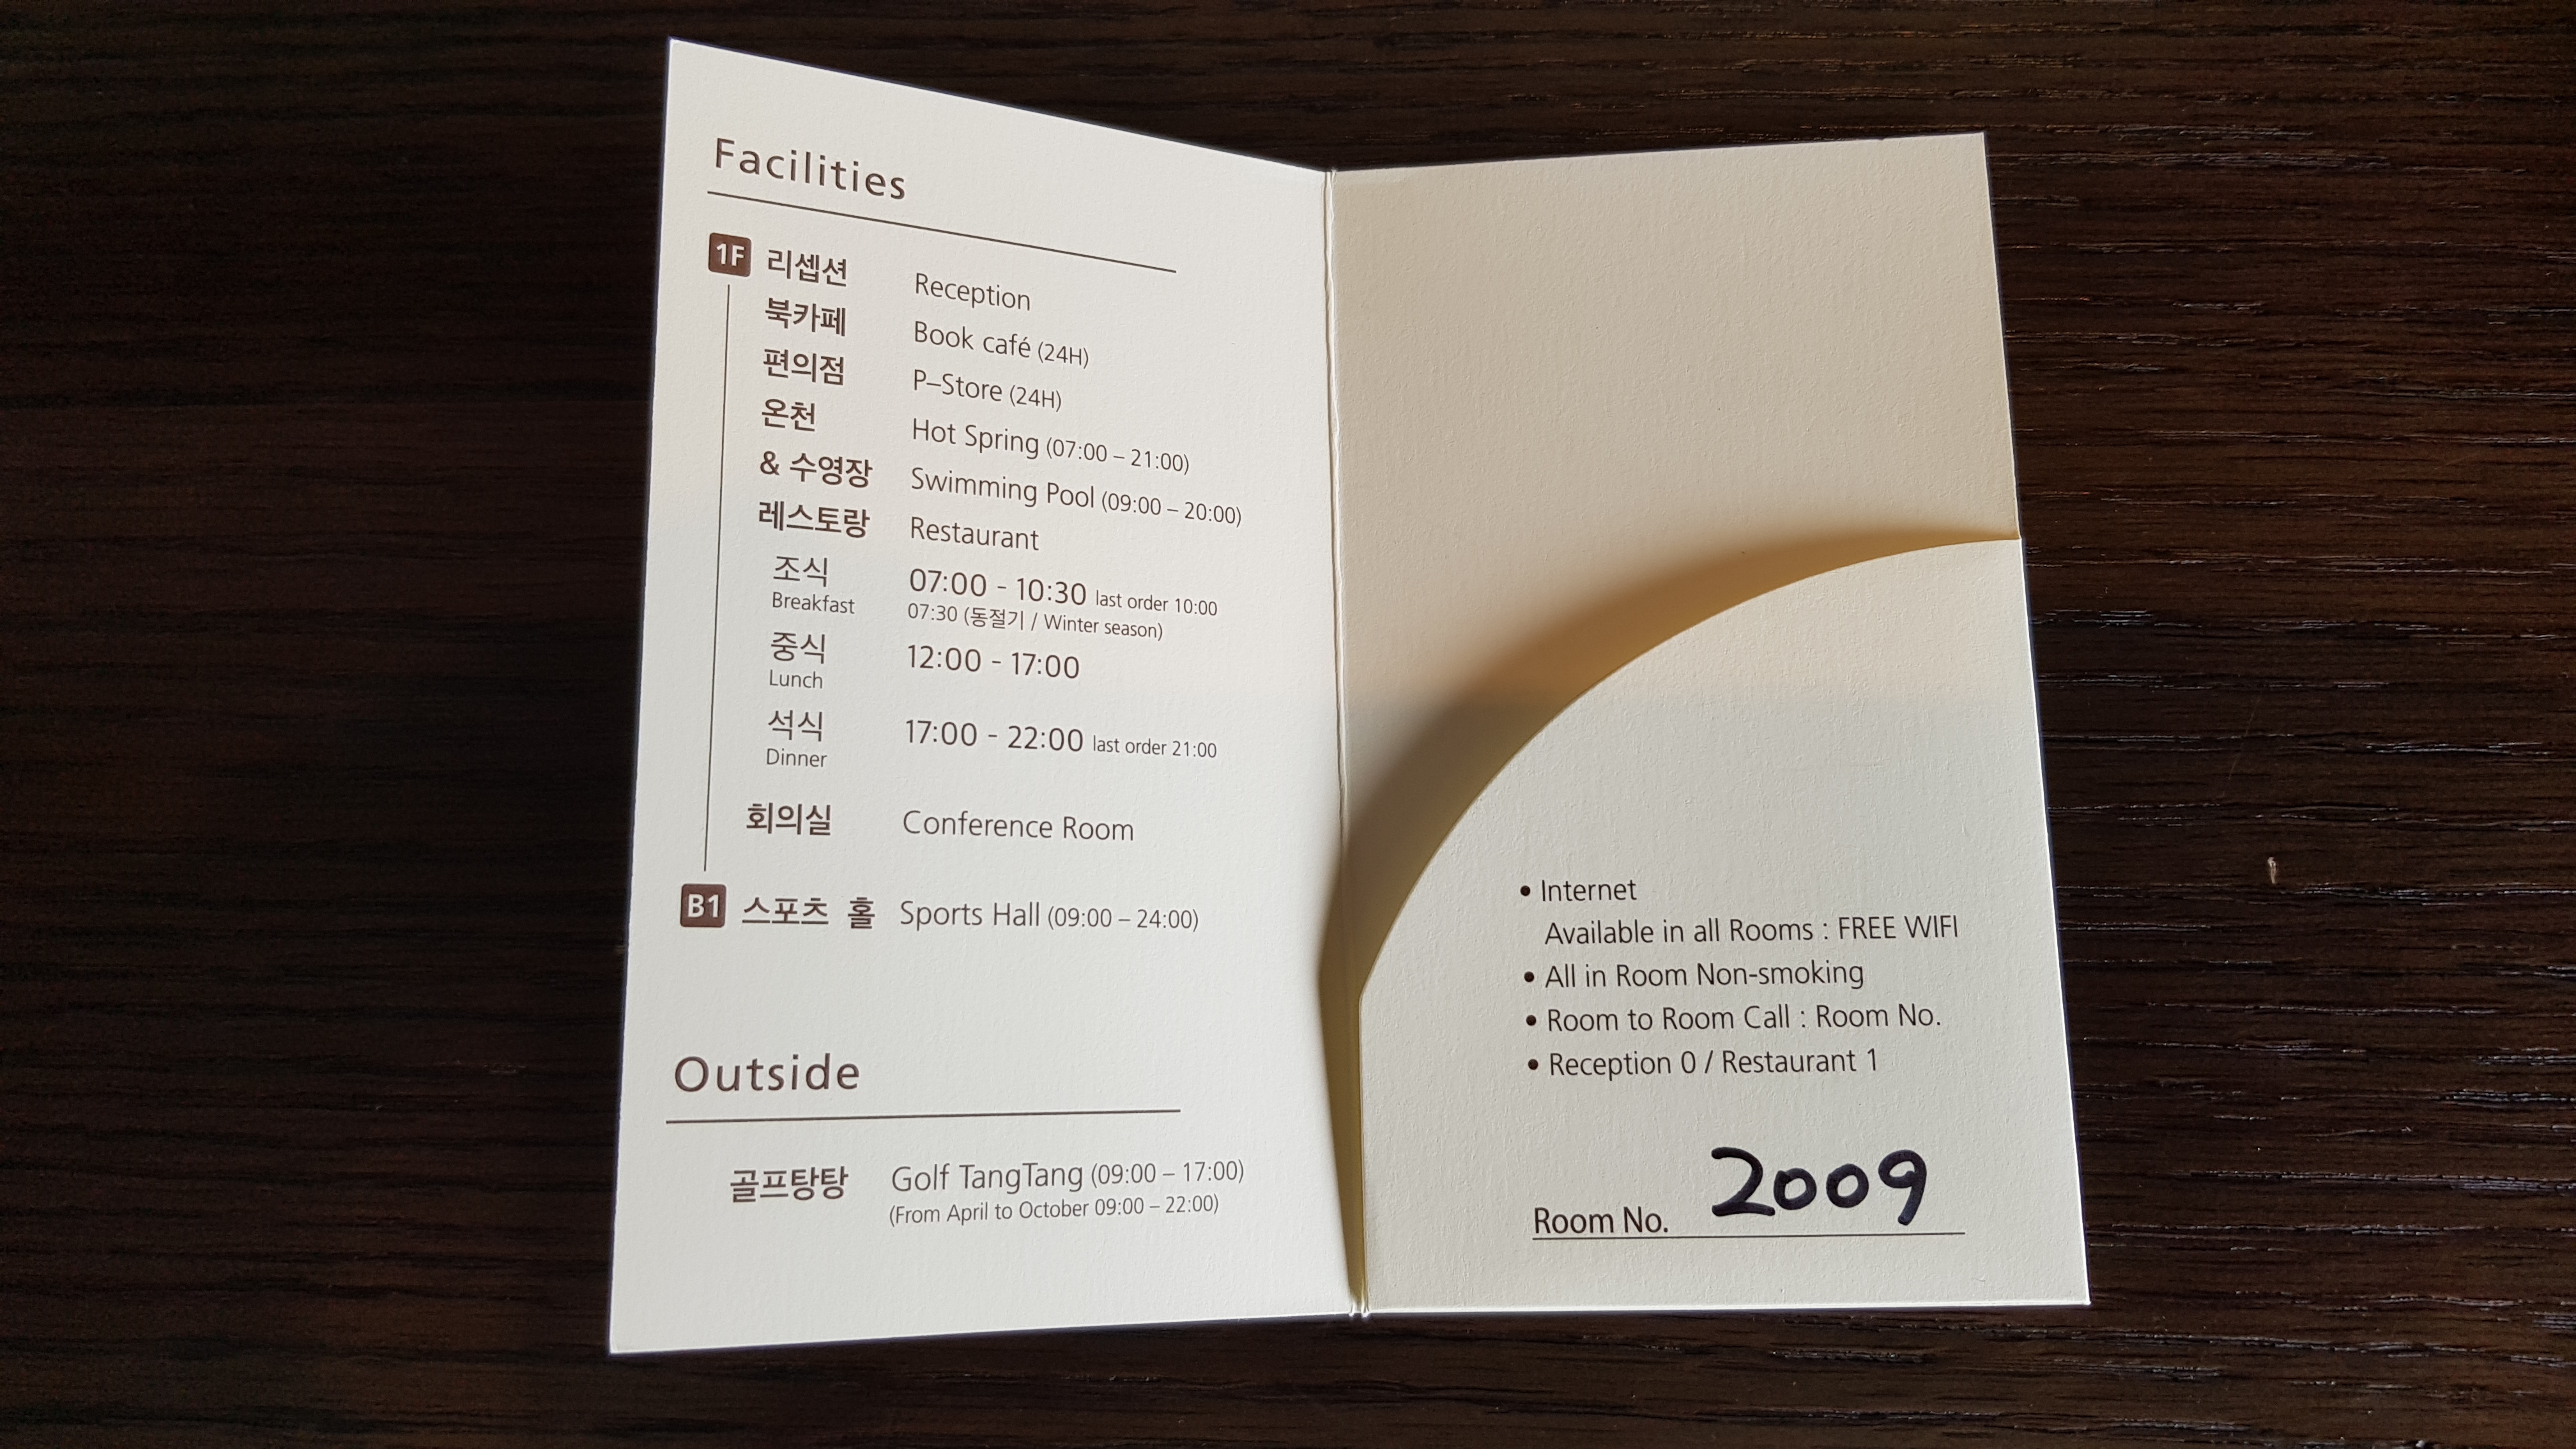 Facilities
1F 리셉션 Reception
북카페 Book café (24H)
편의점 P–Store (24H)
온천 Hot Spring (07:00 – 21:00)
& 수영장 Swimming Pool (09:00 – 20:00)
레스토랑 Restaurant
조식 07:00 - 10:30 last order 10:00
Breakfast 07:30 (동절기 / Winter season)
중식 12:00 - 17:00
Lunch
석식 17:00 - 22:00 last order 21:00
Dinner
회의실 Conference Room
B1 스포츠 홀 Sports Hall (09:00 – 24:00)
Outside
골프탕탕 Golf TangTang (09:00 – 17:00)
(From April to October 09:00 – 22:00)
• Internet
Available in all Rooms : FREE WIFI
• All in Room Non-smoking
• Room to Room Call : Room No.
• Reception 0 / Restaurant 1
Room No. 2009